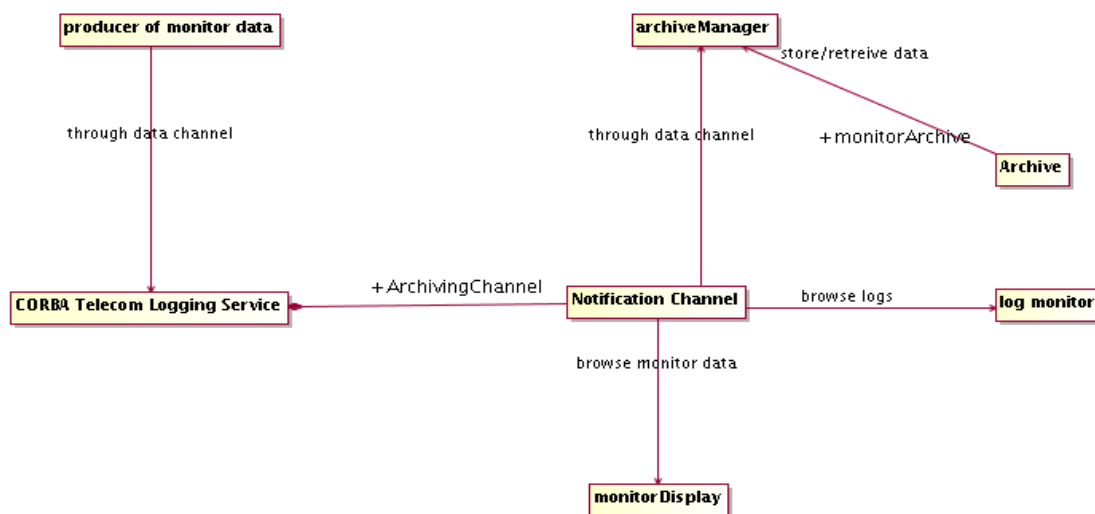 producer of monitor data
archiveManager
store/retreive data
through data channel
through data channel
+monitorArchive
Archive
+ArchivingChannel
CORBA Telecom Logging Service
Notification Channel
browse logs
log monitor
browse monitor data
monitorDisplay